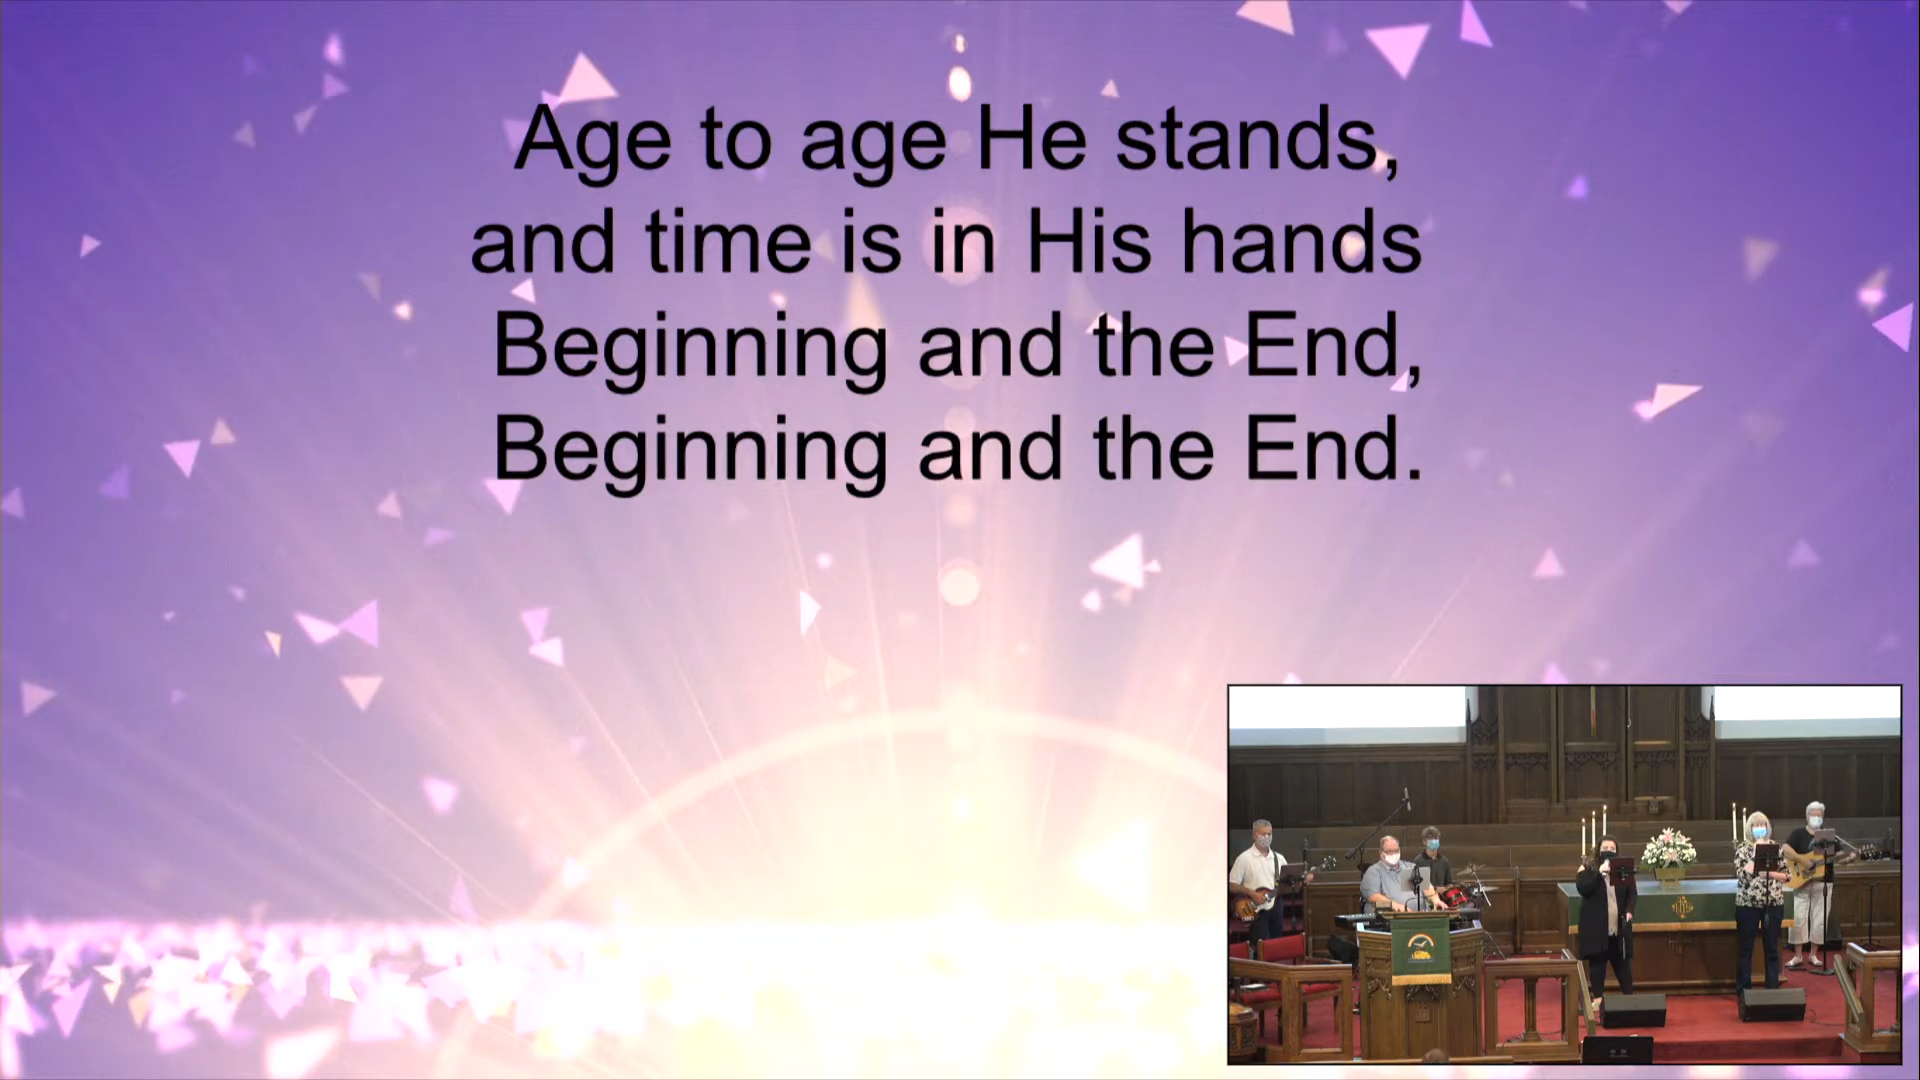 Age to age He stands,
and time is in His hands
Beginning and the End,
Beginning and the End.